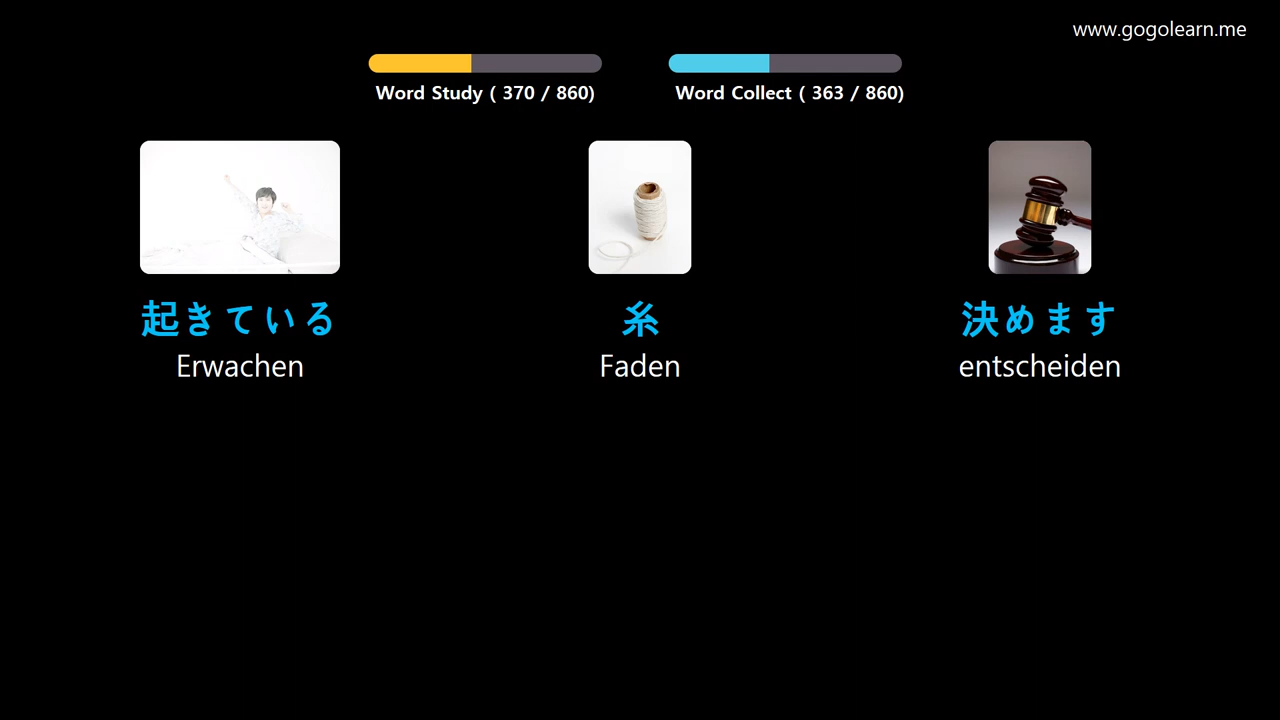 www.gogolearn.me
Word Study ( 370 / 860)
Word Collect ( 363 / 860)
起きている
Erwachen
糸
Faden
決めます
entscheiden